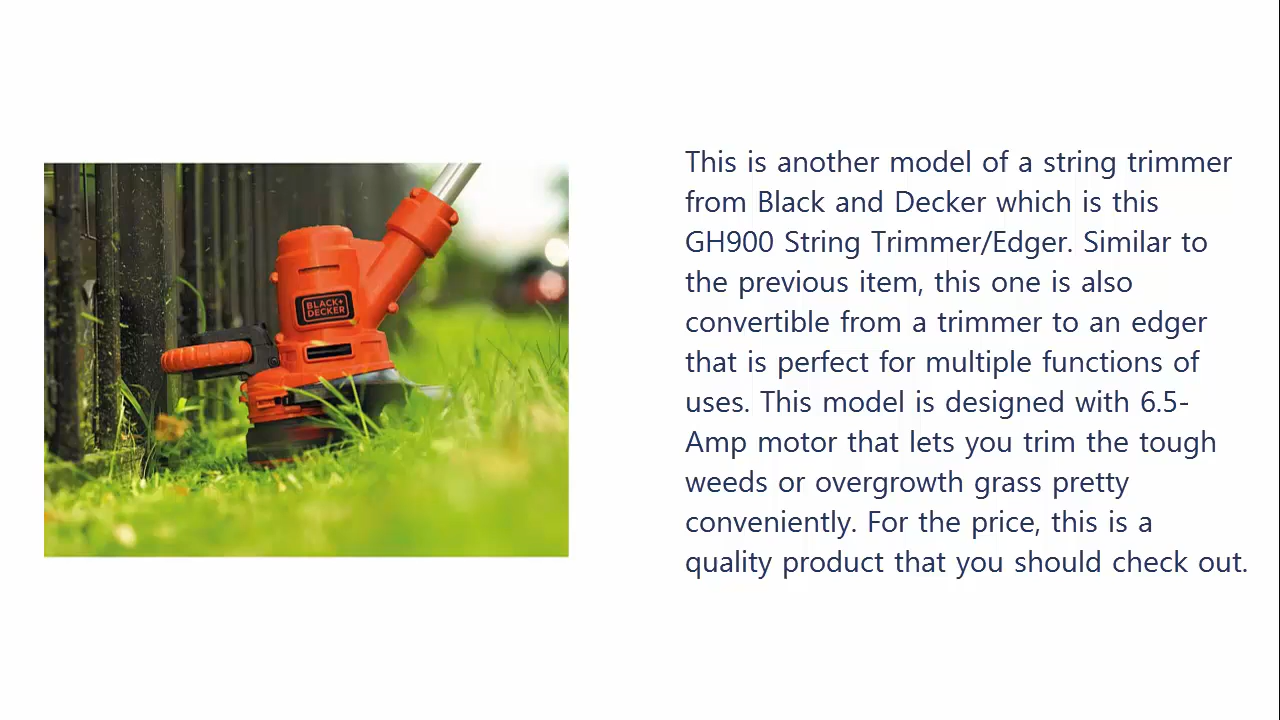 BLACK+
DECKER
This is another model of a string trimmer
from Black and Decker which is this
GH900 String Trimmer/Edger. Similar to
the previous item, this one is also
convertible from a trimmer to an edger
that is perfect for multiple functions of
uses. This model is designed with 6.5-
Amp motor that lets you trim the tough
weeds or overgrowth grass pretty
conveniently. For the price, this is a
quality product that you should check out.